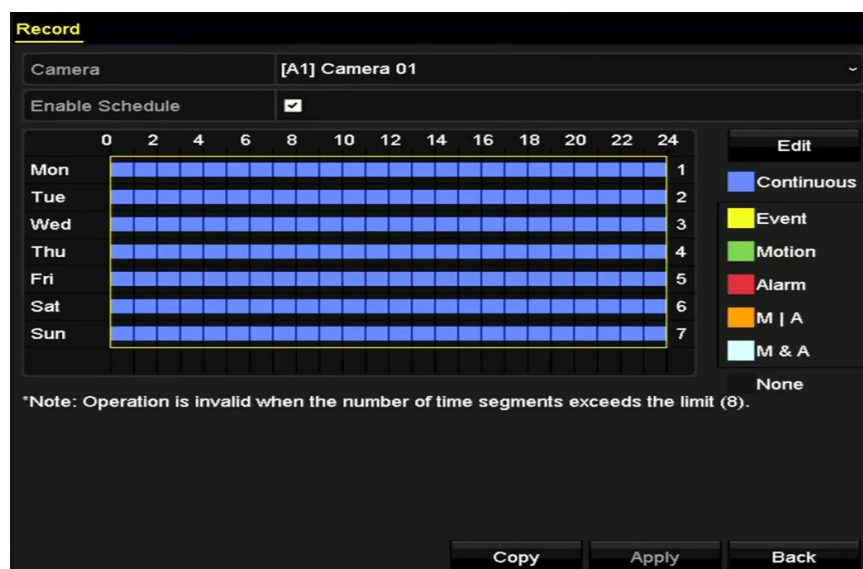 Record
Camera [A1] Camera 01
Enable Schedule
0 2 4 6 8 10 12 14 16 18 20 22 24
Edit
Mon 1
Continuous
Tue 2
Wed 3
Event
Thu 4
Motion
Fri 5
Alarm
Sat 6
M | A
Sun 7
M & A
None
*Note: Operation is invalid when the number of time segments exceeds the limit (8).
Copy Apply Back